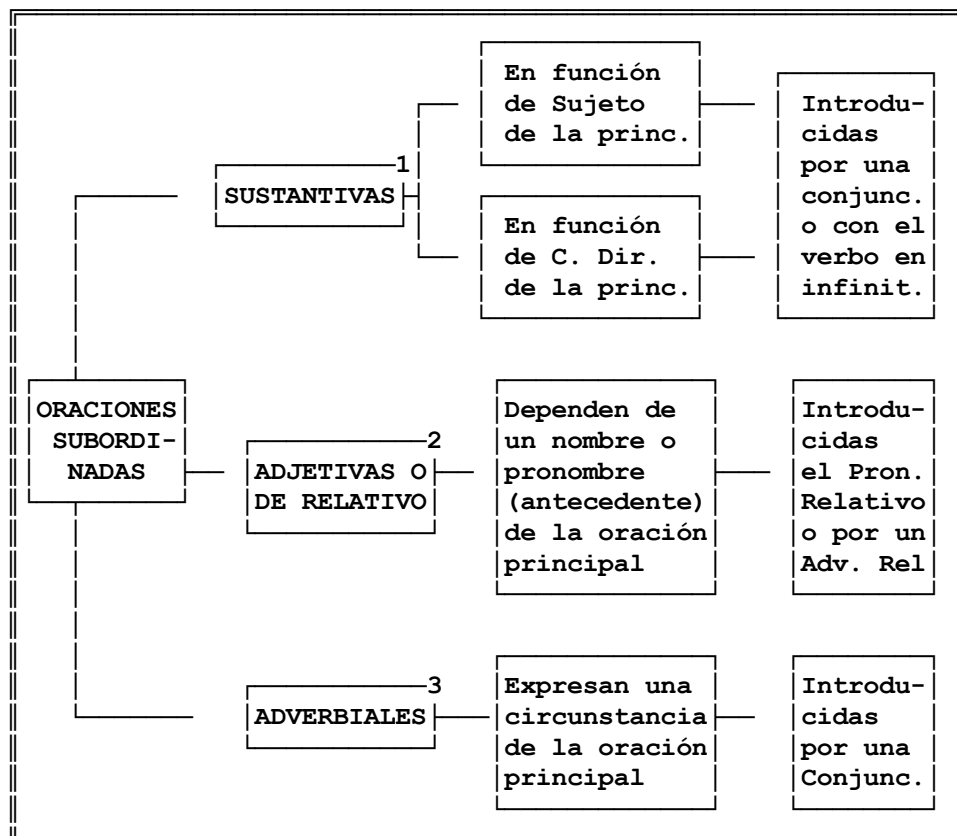 En función
de Sujeto
de la princ.
1
SUSTANTIVAS
En función
de C. Dir.
de la princ.
Introdu-
cidas
por una
conjunc.
o con el
verbo en
infinit.
ORACIONES
SUBORDI-
NADAS
2
ADJETIVAS O
DE RELATIVO
Dependen de
un nombre o
pronombre
(antecedente)
de la oración
principal
Introdu-
cidas
el Pron.
Relativo
o por un
Adv. Rel
3
ADVERBIALES
Expresan una
circunstancia
de la oración
principal
Introdu-
cidas
por una
Conjunc.